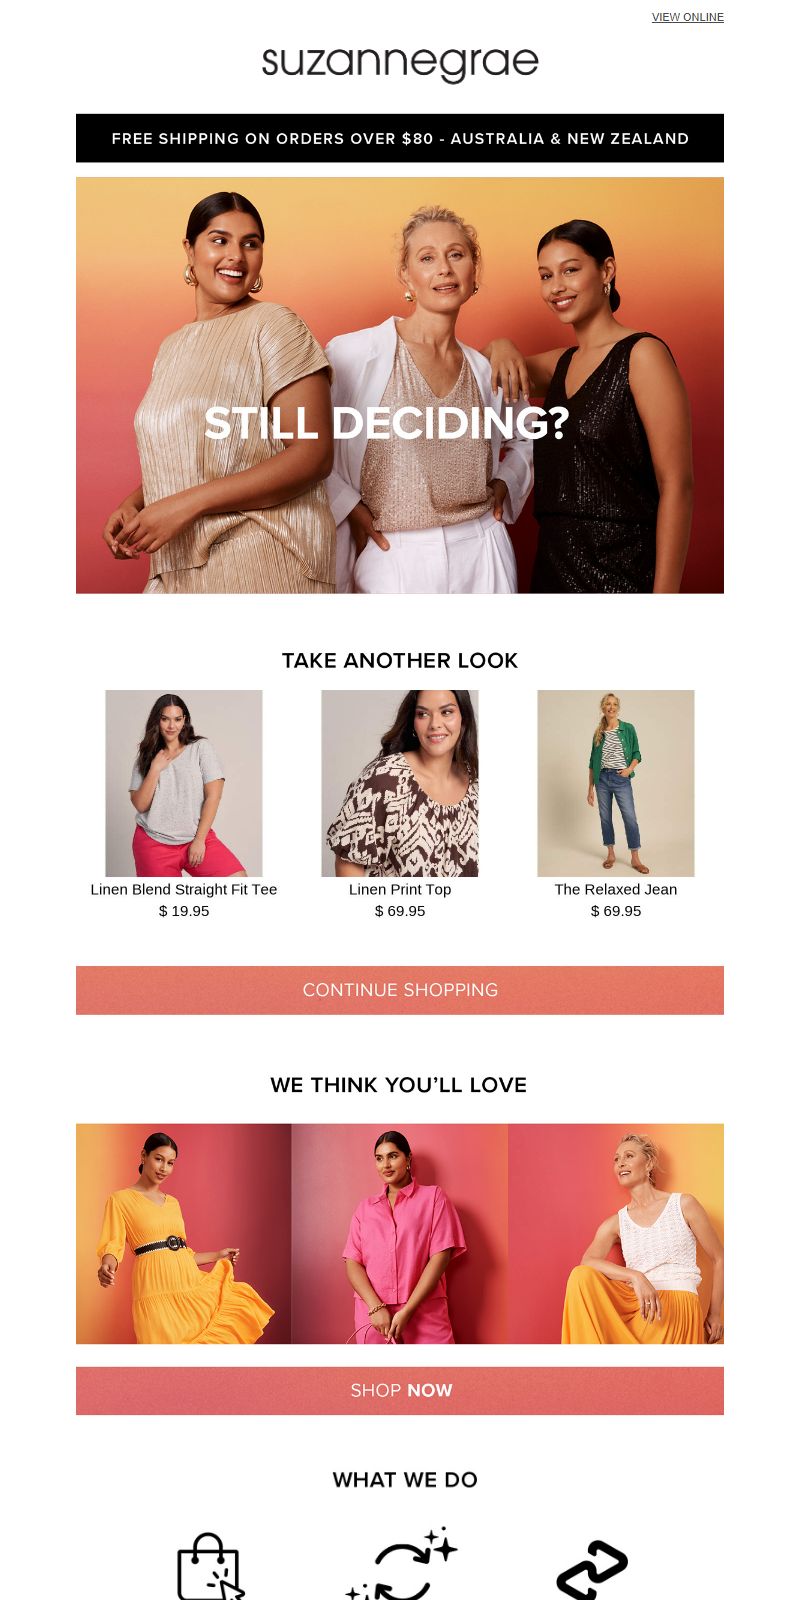 VIEW ONLINE
suzannegrae
FREE SHIPPING ON ORDERS OVER $80 - AUSTRALIA & NEW ZEALAND
STILL DECIDING?
TAKE ANOTHER LOOK
Linen Blend Straight Fit Tee
$ 19.95
Linen Print Top
$ 69.95
The Relaxed Jean
$ 69.95
CONTINUE SHOPPING
WE THINK YOU'LL LOVE
SHOP NOW
WHAT WE DO